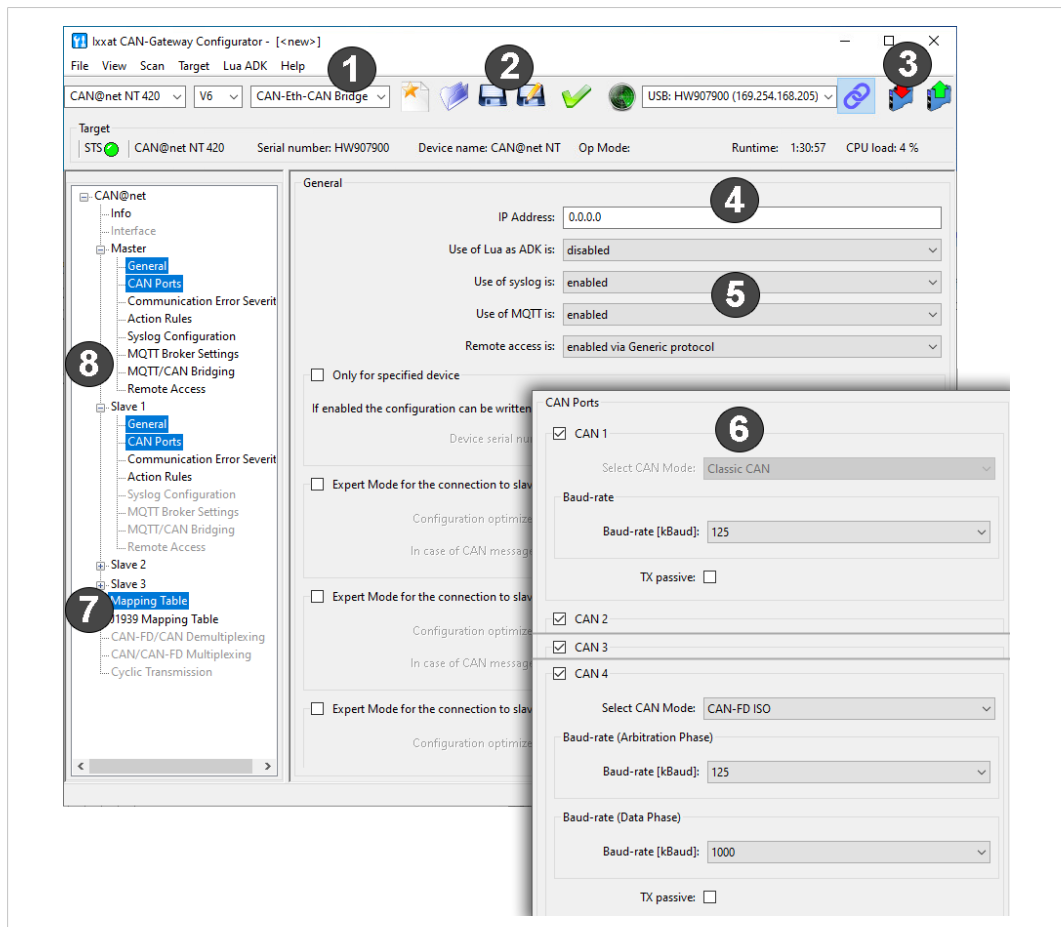 Ixxat CAN-Gateway Configurator - [<new>]
File View Scan Target Lua ADK Help
1
2
3
CAN@net NT 420 V6 CAN-Eth-CAN Bridge USB: HW907900 (169.254.168.205)
Target
STS CAN@net NT 420 Serial number: HW907900 Device name: CAN@net NT Op Mode: Runtime: 1:30:57 CPU load: 4 %
CAN@net
Info
Interface
Master
General
CAN Ports
Communication Error Severit
Action Rules
Syslog Configuration
MQTT Broker Settings
8
MQTT/CAN Bridging
Remote Access
Slave 1
General
CAN Ports
Communication Error Severit
Action Rules
Syslog Configuration
MQTT Broker Settings
MQTT/CAN Bridging
Remote Access
Slave 2
Slave 3
Mapping Table
7
J1939 Mapping Table
CAN-FD/CAN Demultiplexing
CAN/CAN-FD Multiplexing
Cyclic Transmission
General
4
IP Address: 0.0.0.0
Use of Lua as ADK is: disabled
Use of syslog is: enabled
5
Use of MQTT is: enabled
Remote access is: enabled via Generic protocol
Only for specified device
If enabled the configuration can be written
Device serial nu
Expert Mode for the connection to slav
Configuration optimize
In case of CAN message
Expert Mode for the connection to slav
Configuration optimize
In case of CAN message
Expert Mode for the connection to slav
Configuration optimize
CAN Ports
CAN 1
6
Select CAN Mode: Classic CAN
Baud-rate
Baud-rate [kBaud]: 125
TX passive:
CAN 2
CAN 3
CAN 4
Select CAN Mode: CAN-FD ISO
Baud-rate (Arbitration Phase)
Baud-rate [kBaud]: 125
Baud-rate (Data Phase)
Baud-rate [kBaud]: 1000
TX passive: